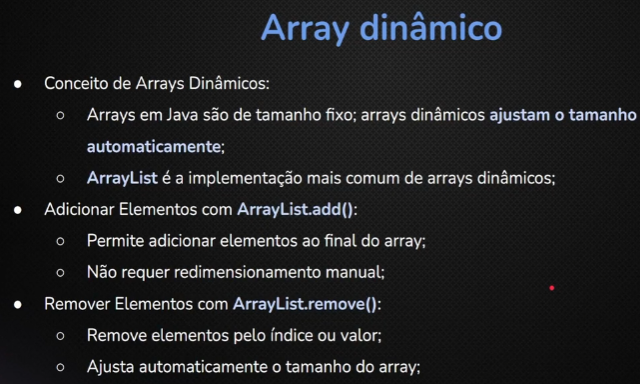 Array dinâmico
● Conceito de Arrays Dinâmicos:
○ Arrays em Java são de tamanho fixo; arrays dinâmicos ajustam o tamanho
automaticamente;
○ ArrayList é a implementação mais comum de arrays dinâmicos;
● Adicionar Elementos com ArrayList.add():
○ Permite adicionar elementos ao final do array;
○ Não requer redimensionamento manual;
● Remover Elementos com ArrayList.remove():
○ Remove elementos pelo índice ou valor;
○ Ajusta automaticamente o tamanho do array;